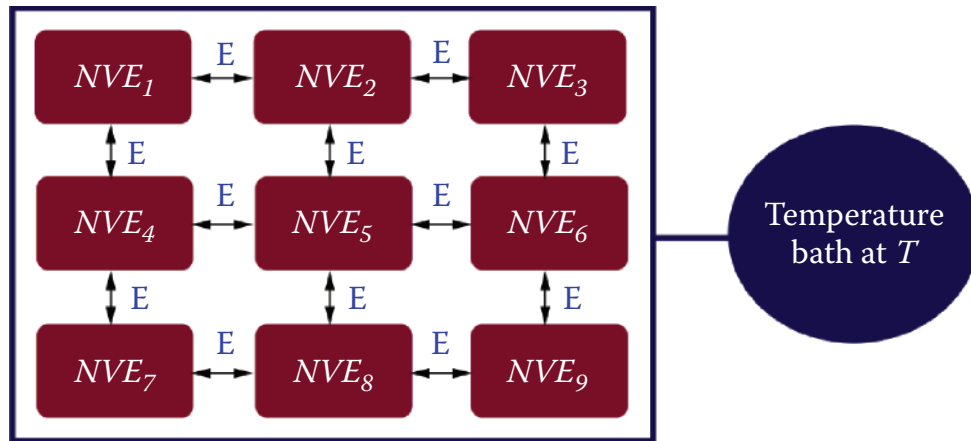 E E
NVE₁ NVE₂ NVE₃
E E E
E E
NVE₄ NVE₅ NVE₆
E E E
E E
NVE₇ NVE₈ NVE₉
Temperature
bath at T